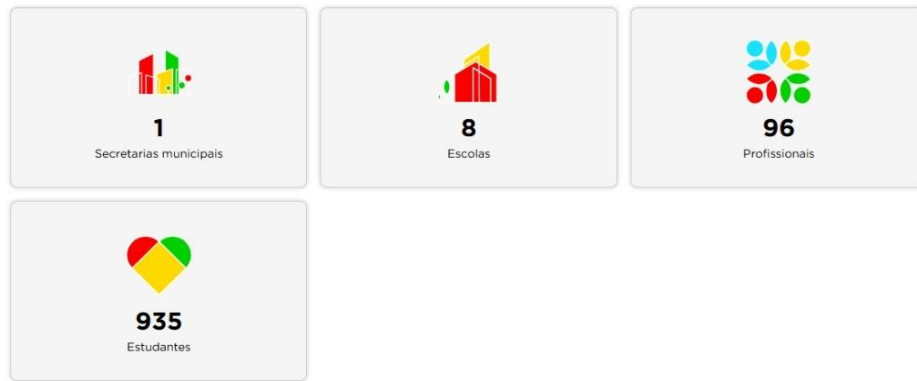 1
Secretarias municipais
8
Escolas
96
Profissionais
935
Estudantes